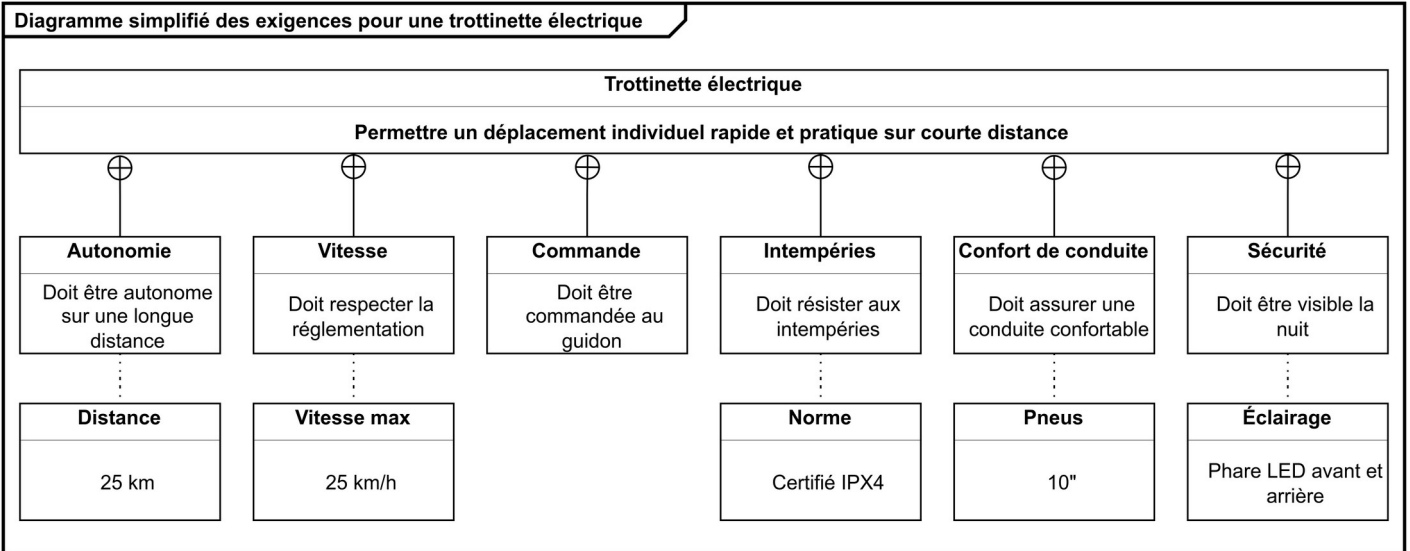 Diagramme simplifié des exigences pour une trottinette électrique
Trottinette électrique
Permettre un déplacement individuel rapide et pratique sur courte distance
Autonomie
Doit être autonome
sur une longue
distance
Vitesse
Doit respecter la
réglementation
Commande
Doit être
commandée au
guidon
Intempéries
Doit résister aux
intempéries
Confort de conduite
Doit assurer une
conduite confortable
Sécurité
Doit être visible la
nuit
Distance
25 km
Vitesse max
25 km/h
Norme
Certifié IPX4
Pneus
10"
Éclairage
Phare LED avant et
arrière